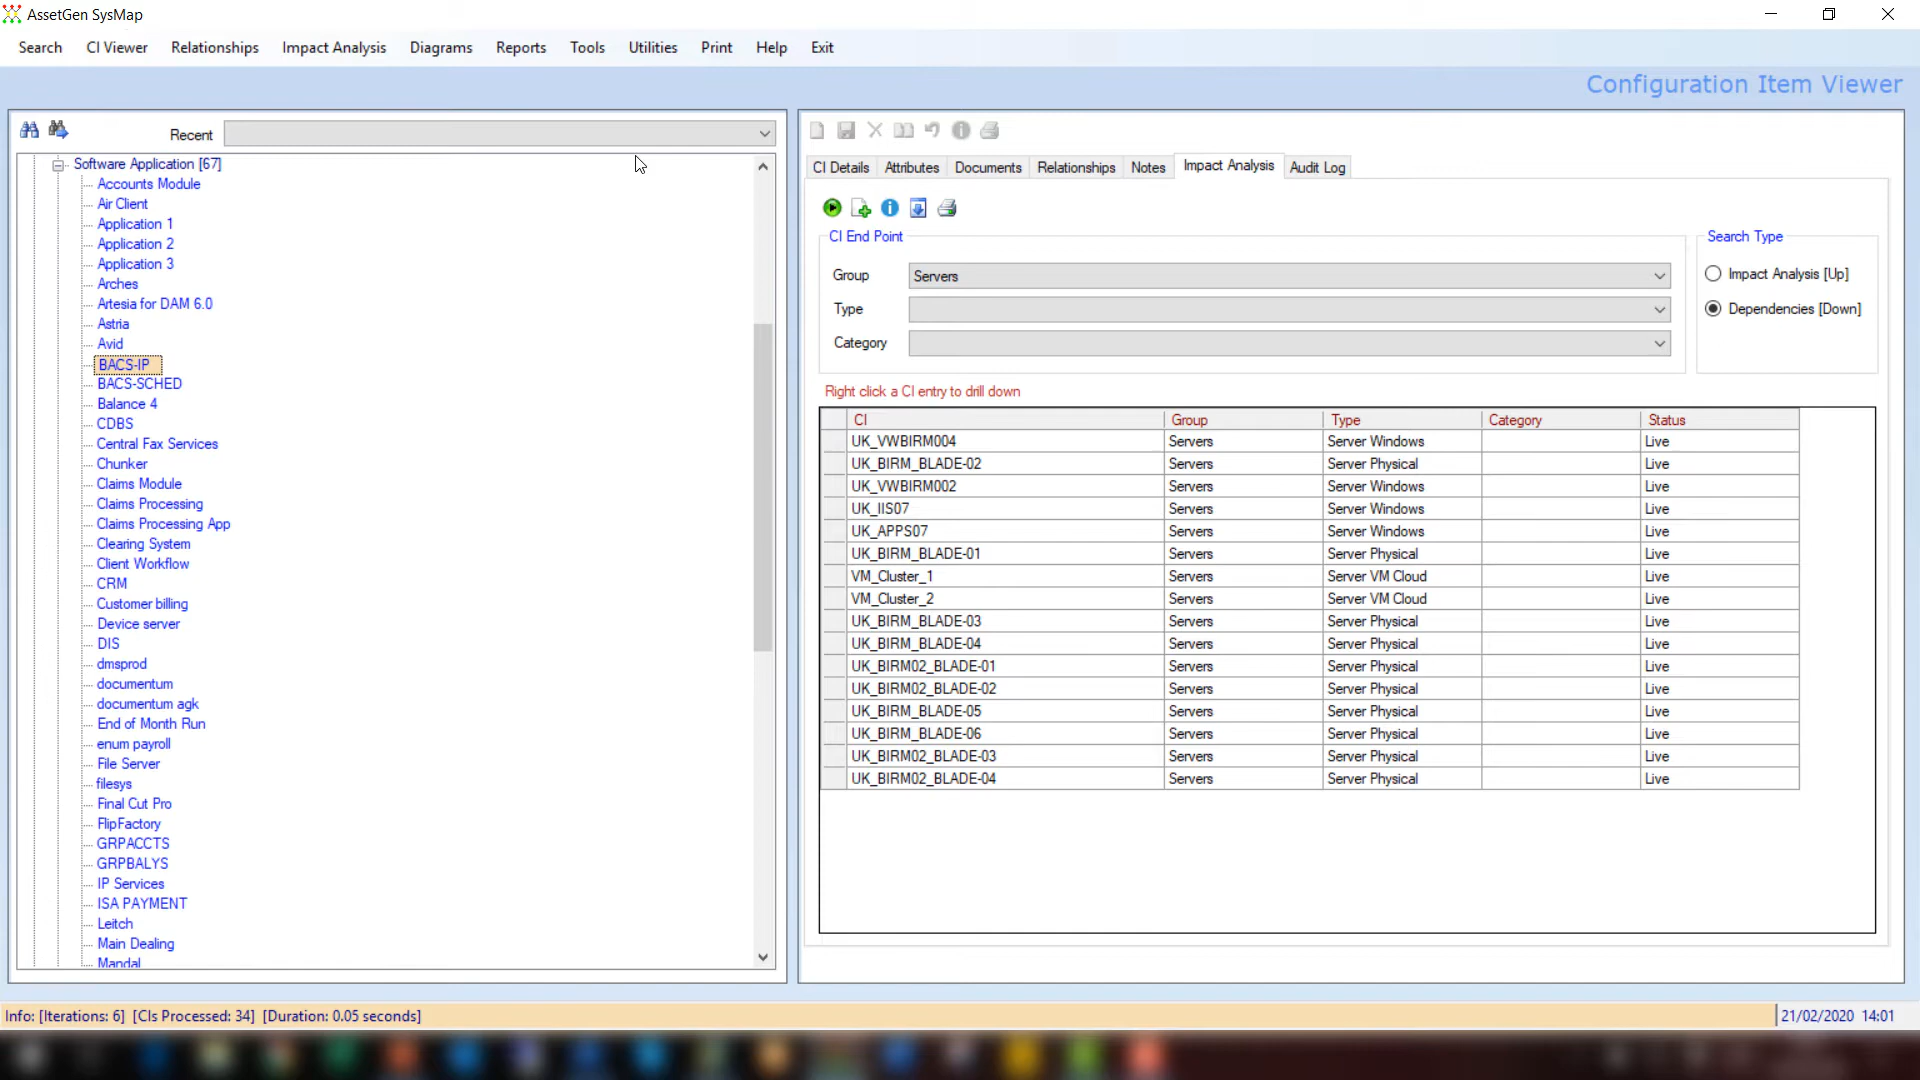 AssetGen SysMap
Search CI Viewer Relationships Impact Analysis Diagrams Reports Tools Utilities Print Help Exit
Configuration Item Viewer
Recent
Software Application [67]
Accounts Module
Air Client
Application 1
Application 2
Application 3
Arches
Artesia for DAM 6.0
Astria
Avid
BACS-IP
BACS-SCHED
Balance 4
CDBS
Central Fax Services
Chunker
Claims Module
Claims Processing
Claims Processing App
Clearing System
Client Workflow
CRM
Customer billing
Device server
DIS
dmsprod
documentum
documentum agk
End of Month Run
enum payroll
File Server
filesys
Final Cut Pro
FlipFactory
GRPACCTS
GRPBALYS
IP Services
ISA PAYMENT
Leitch
Main Dealing
Mandal
CI Details Attributes Documents Relationships Notes Impact Analysis Audit Log
CI End Point
Group Servers
Type
Category
Search Type
Impact Analysis [Up]
Dependencies [Down]
Right click a CI entry to drill down
CI Group Type Category Status
UK_VWBIRM004 Servers Server Windows Live
UK_BIRM_BLADE-02 Servers Server Physical Live
UK_VWBIRM002 Servers Server Windows Live
UK_IIS07 Servers Server Windows Live
UK_APPS07 Servers Server Windows Live
UK_BIRM_BLADE-01 Servers Server Physical Live
VM_Cluster_1 Servers Server VM Cloud Live
VM_Cluster_2 Servers Server VM Cloud Live
UK_BIRM_BLADE-03 Servers Server Physical Live
UK_BIRM_BLADE-04 Servers Server Physical Live
UK_BIRM02_BLADE-01 Servers Server Physical Live
UK_BIRM02_BLADE-02 Servers Server Physical Live
UK_BIRM_BLADE-05 Servers Server Physical Live
UK_BIRM_BLADE-06 Servers Server Physical Live
UK_BIRM02_BLADE-03 Servers Server Physical Live
UK_BIRM02_BLADE-04 Servers Server Physical Live
Info: [Iterations: 6] [CIs Processed: 34] [Duration: 0.05 seconds]
21/02/2020 14:01